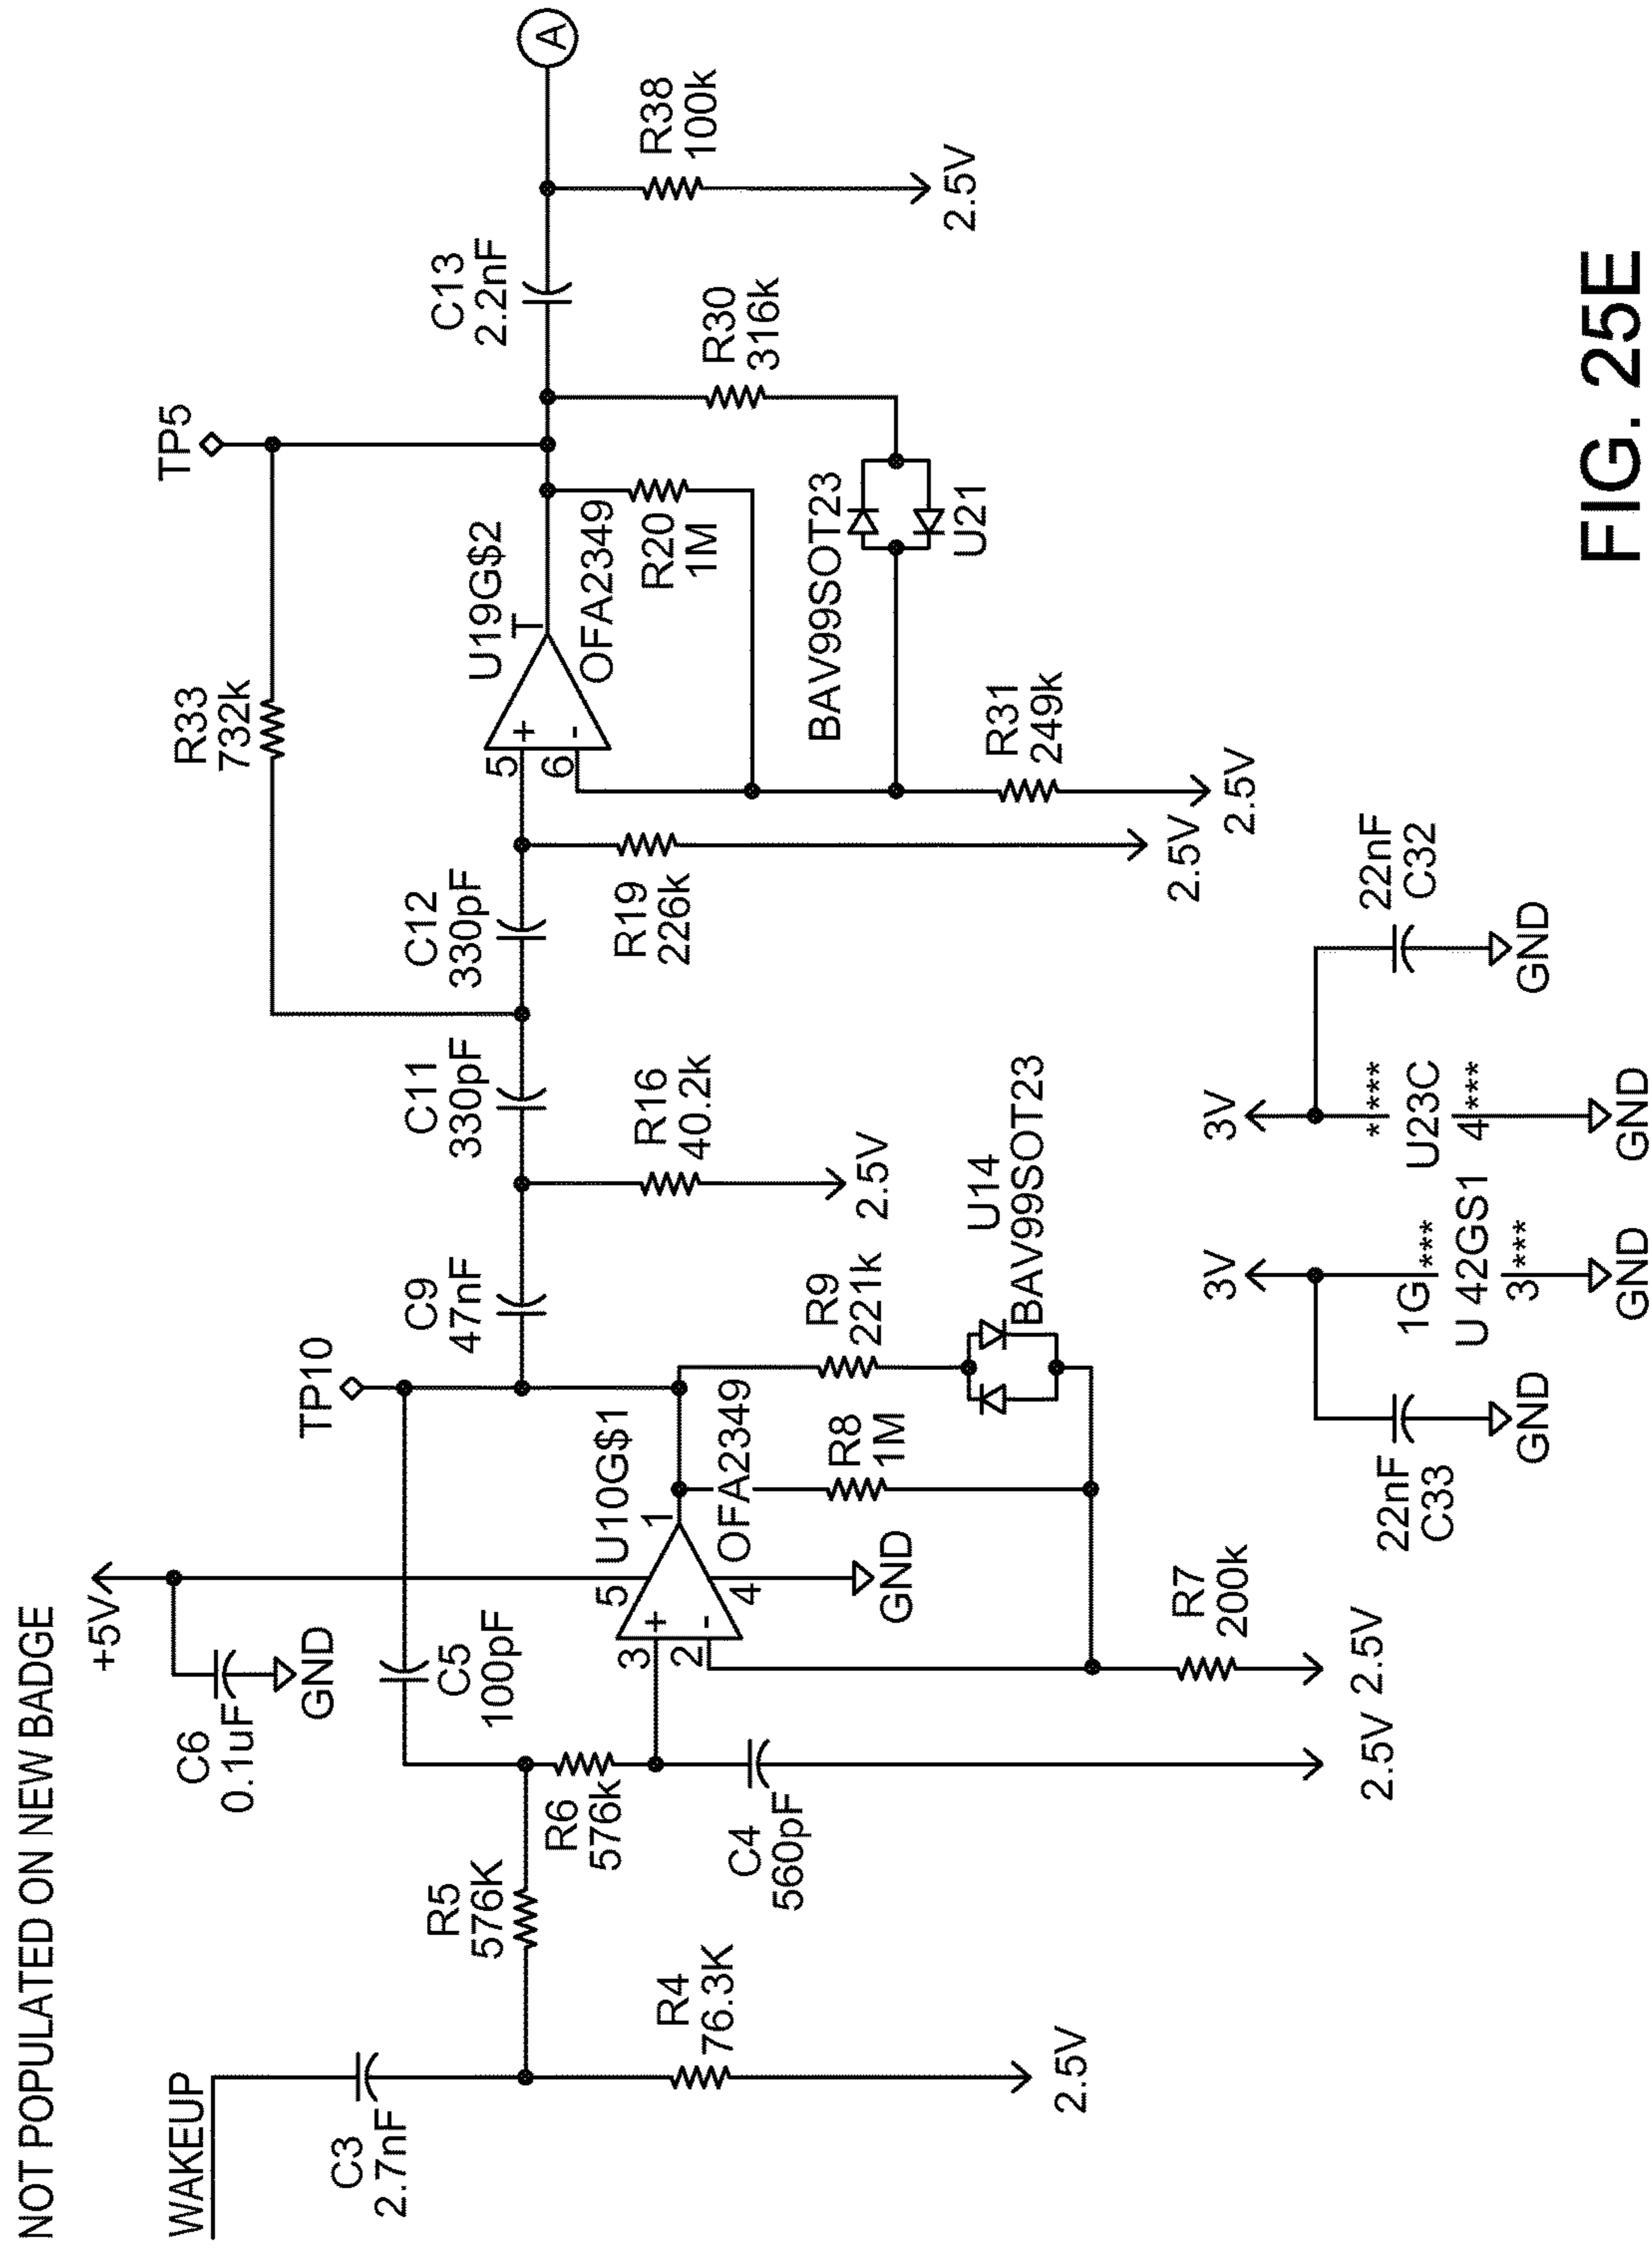 NOT POPULATED ON NEW BADGE
WAKEUP
C3
2.7nF
R4
76.3K
2.5V
R5
576K
R6
576k
C4
560pF
2.5V
C6
0.1uF
GND
+5V
C5
100pF
3
2
5
4
1
+
-
U10G$1
OFA2349
GND
R7
200k
2.5V
R8
1M
R9
221k
U14
BAV99SOT23
TP10
C9
47nF
R16
40.2k
2.5V
C11
330pF
C12
330pF
R19
226k
2.5V
R33
732k
TP5
5
6
+
-
T
U19G$2
OFA2349
R20
1M
BAV99SOT23
U21
R31
249k
2.5V
R30
316k
C13
2.2nF
R38
100k
2.5V
A
22nF
C33
GND
3V
1G***
U 42GS1
3***
GND
3V
****
U23C
4***
GND
22nF
C32
GND
FIG. 25E